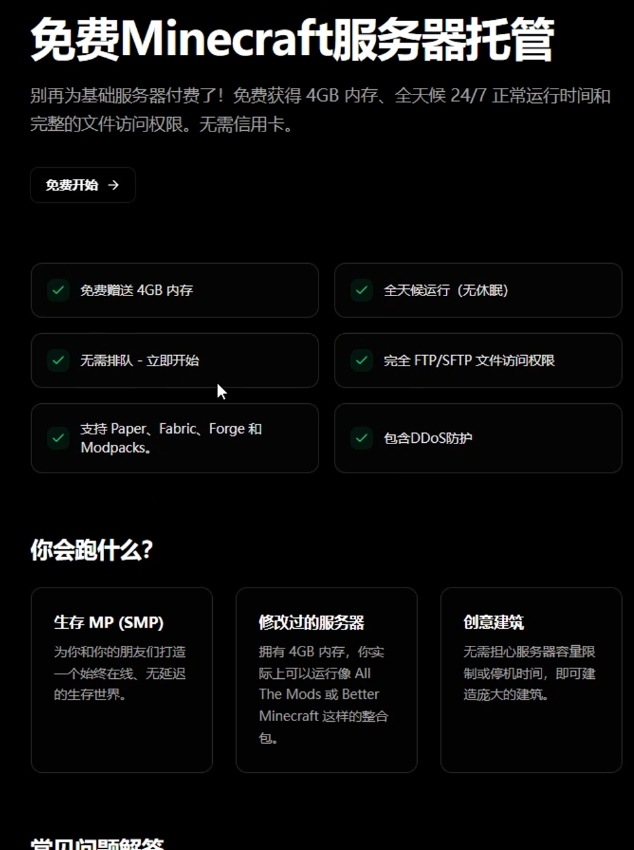 免费Minecraft服务器托管
别再为基础服务器付费了！免费获得 4GB 内存、全天候 24/7 正常运行时间和
完整的文件访问权限。无需信用卡。
免费开始 →
免费赠送 4GB 内存
全天候运行（无休眠）
无需排队 - 立即开始
完全 FTP/SFTP 文件访问权限
支持 Paper、Fabric、Forge 和
Modpacks。
包含DDoS防护
你会跑什么？
生存 MP (SMP)
为你和你的朋友们打造
一个始终在线、无延迟
的生存世界。
修改过的服务器
拥有 4GB 内存，你实
际上可以运行像 All
The Mods 或 Better
Minecraft 这样的整合
包。
创意建筑
无需担心服务器容量限
制或停机时间，即可建
造庞大的建筑。
常见问题解答